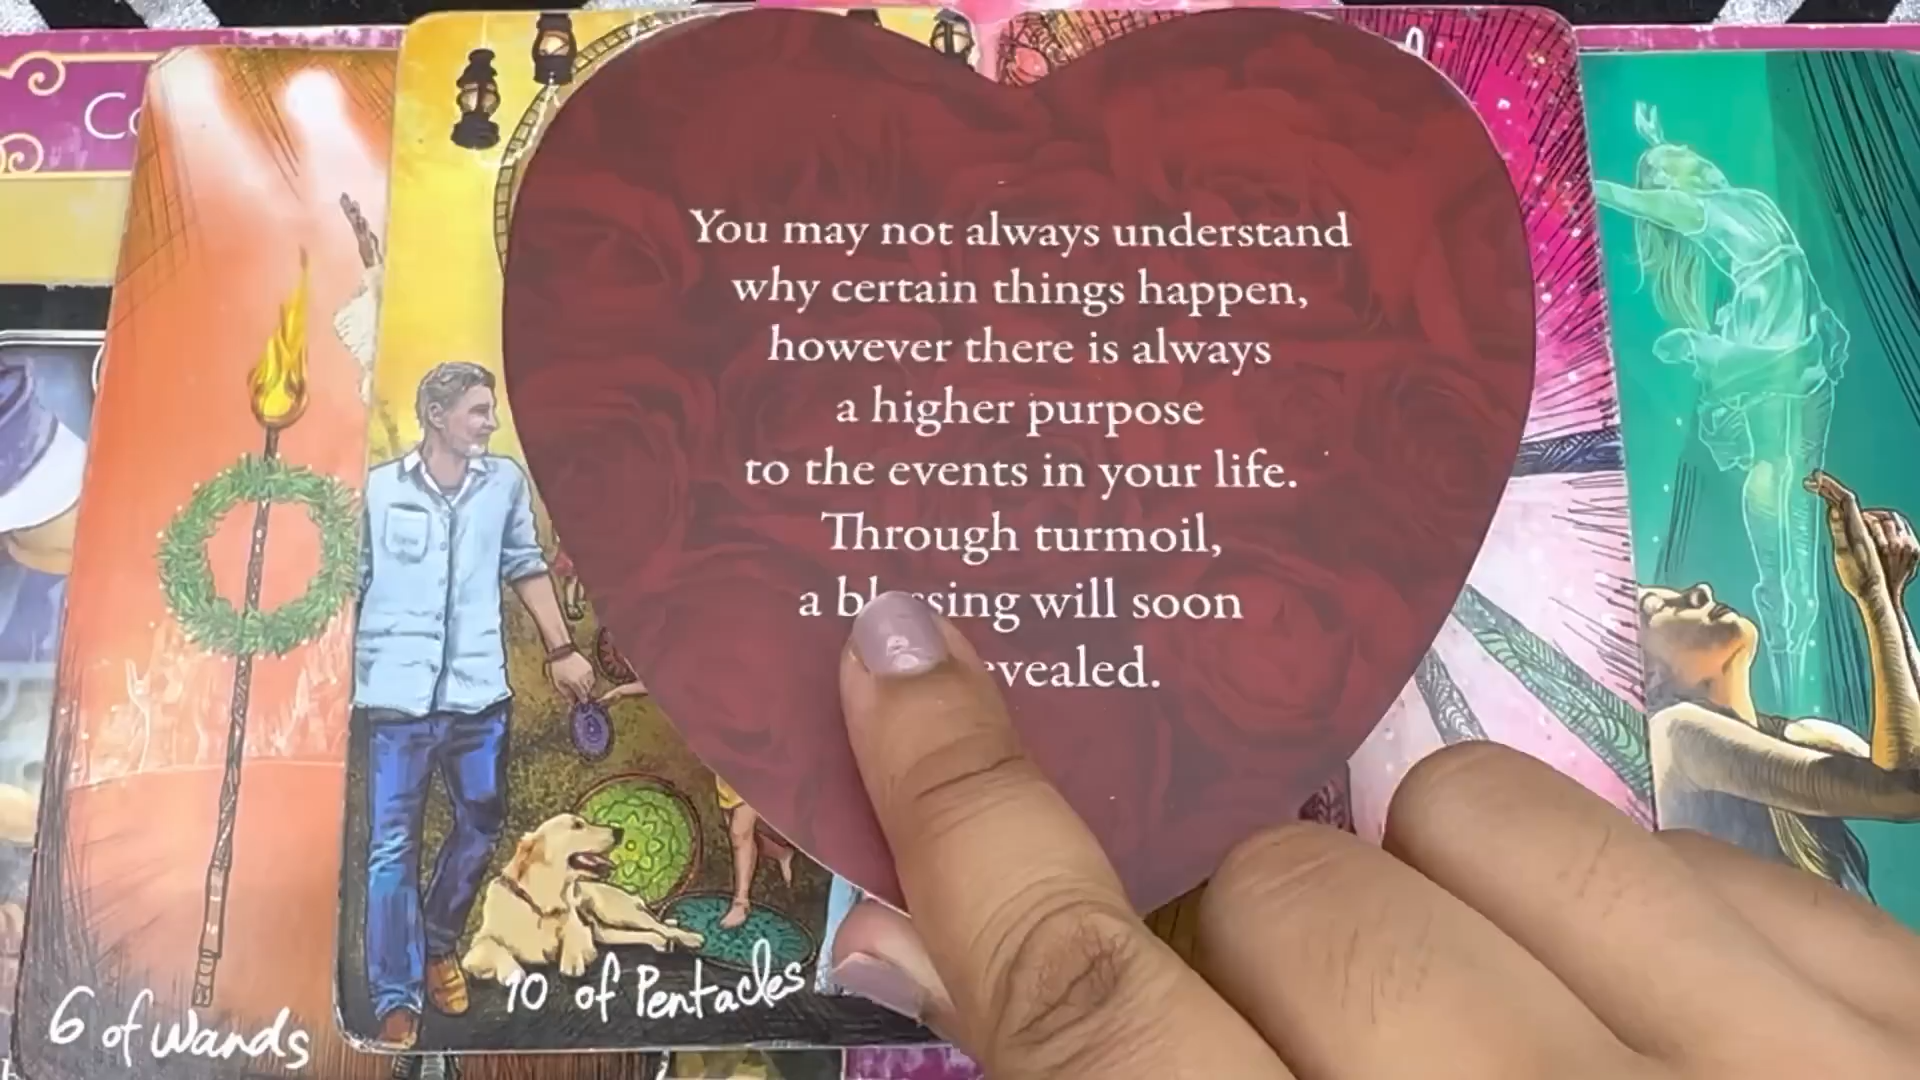 You may not always understand
why certain things happen,
however there is always
a higher purpose
to the events in your life.
Through turmoil,
a will soon
6 of Wands
10 of Pentacles